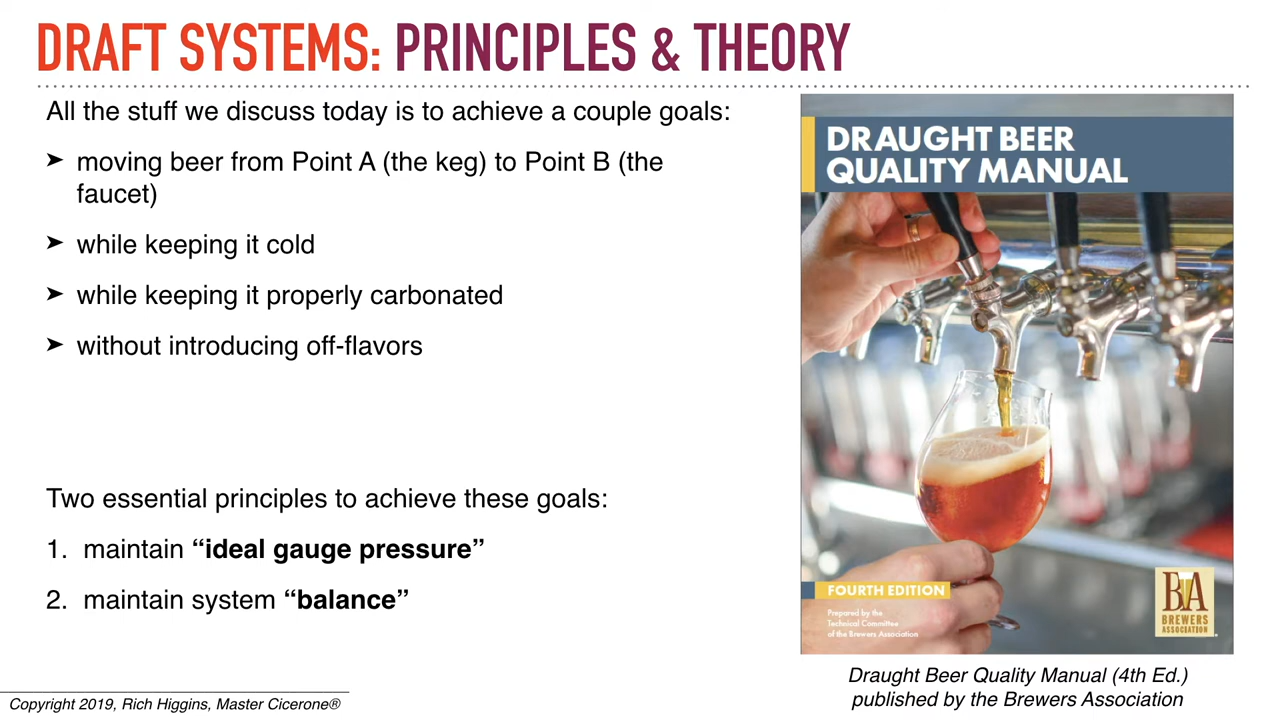 DRAFT SYSTEMS: PRINCIPLES & THEORY
All the stuff we discuss today is to achieve a couple goals:
➤ moving beer from Point A (the keg) to Point B (the
faucet)
➤ while keeping it cold
➤ while keeping it properly carbonated
➤ without introducing off-flavors
Two essential principles to achieve these goals:
1. maintain “ideal gauge pressure”
2. maintain system “balance”
Copyright 2019, Rich Higgins, Master Cicerone®
DRAUGHT BEER
QUALITY MANUAL
FOURTH EDITION
Prepared by the
Technical Committee
of the Brewers Association
BA
BREWERS
ASSOCIATION
Draught Beer Quality Manual (4th Ed.)
published by the Brewers Association